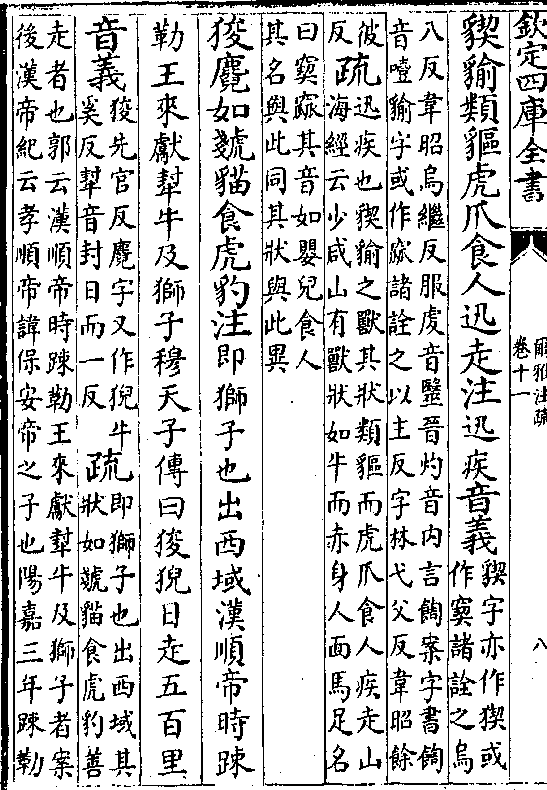 欽定四庫全書
爾雅注疏
卷十一
八
䝟貐類貙虎爪食人迅走注迅疾音義
䝟字亦作猰或
作窫諸詮之烏
八反韋昭烏繼反服虔音毉晉灼音内言餇案字書餇
音噎貐字或作㺄諸詮之以主反字林弋父反韋昭餘
彼
反
疏
迅疾也猰貐之獸其狀類貙而虎爪食人疾走山
海經云少咸山有獸狀如牛而赤身人面馬足名
曰窫窳其音如嬰兒食人
其名與此同其狀與此異
狻麑如虦貓食虎豹注即獅子也出西域漢順帝時踈
勒王來獻犎牛及獅子穆天子傳曰狻猊日走五百里
音義
狻先官反麑字又作猊牛
奚反犎音封日而一反
疏
即獅子也出西域其
狀如虦貓食虎豹善
走者也郭云漢順帝時踈勒王來獻犎牛及獅子者案
後漢帝紀云孝順帝諱保安帝之子也陽嘉三年踈勒